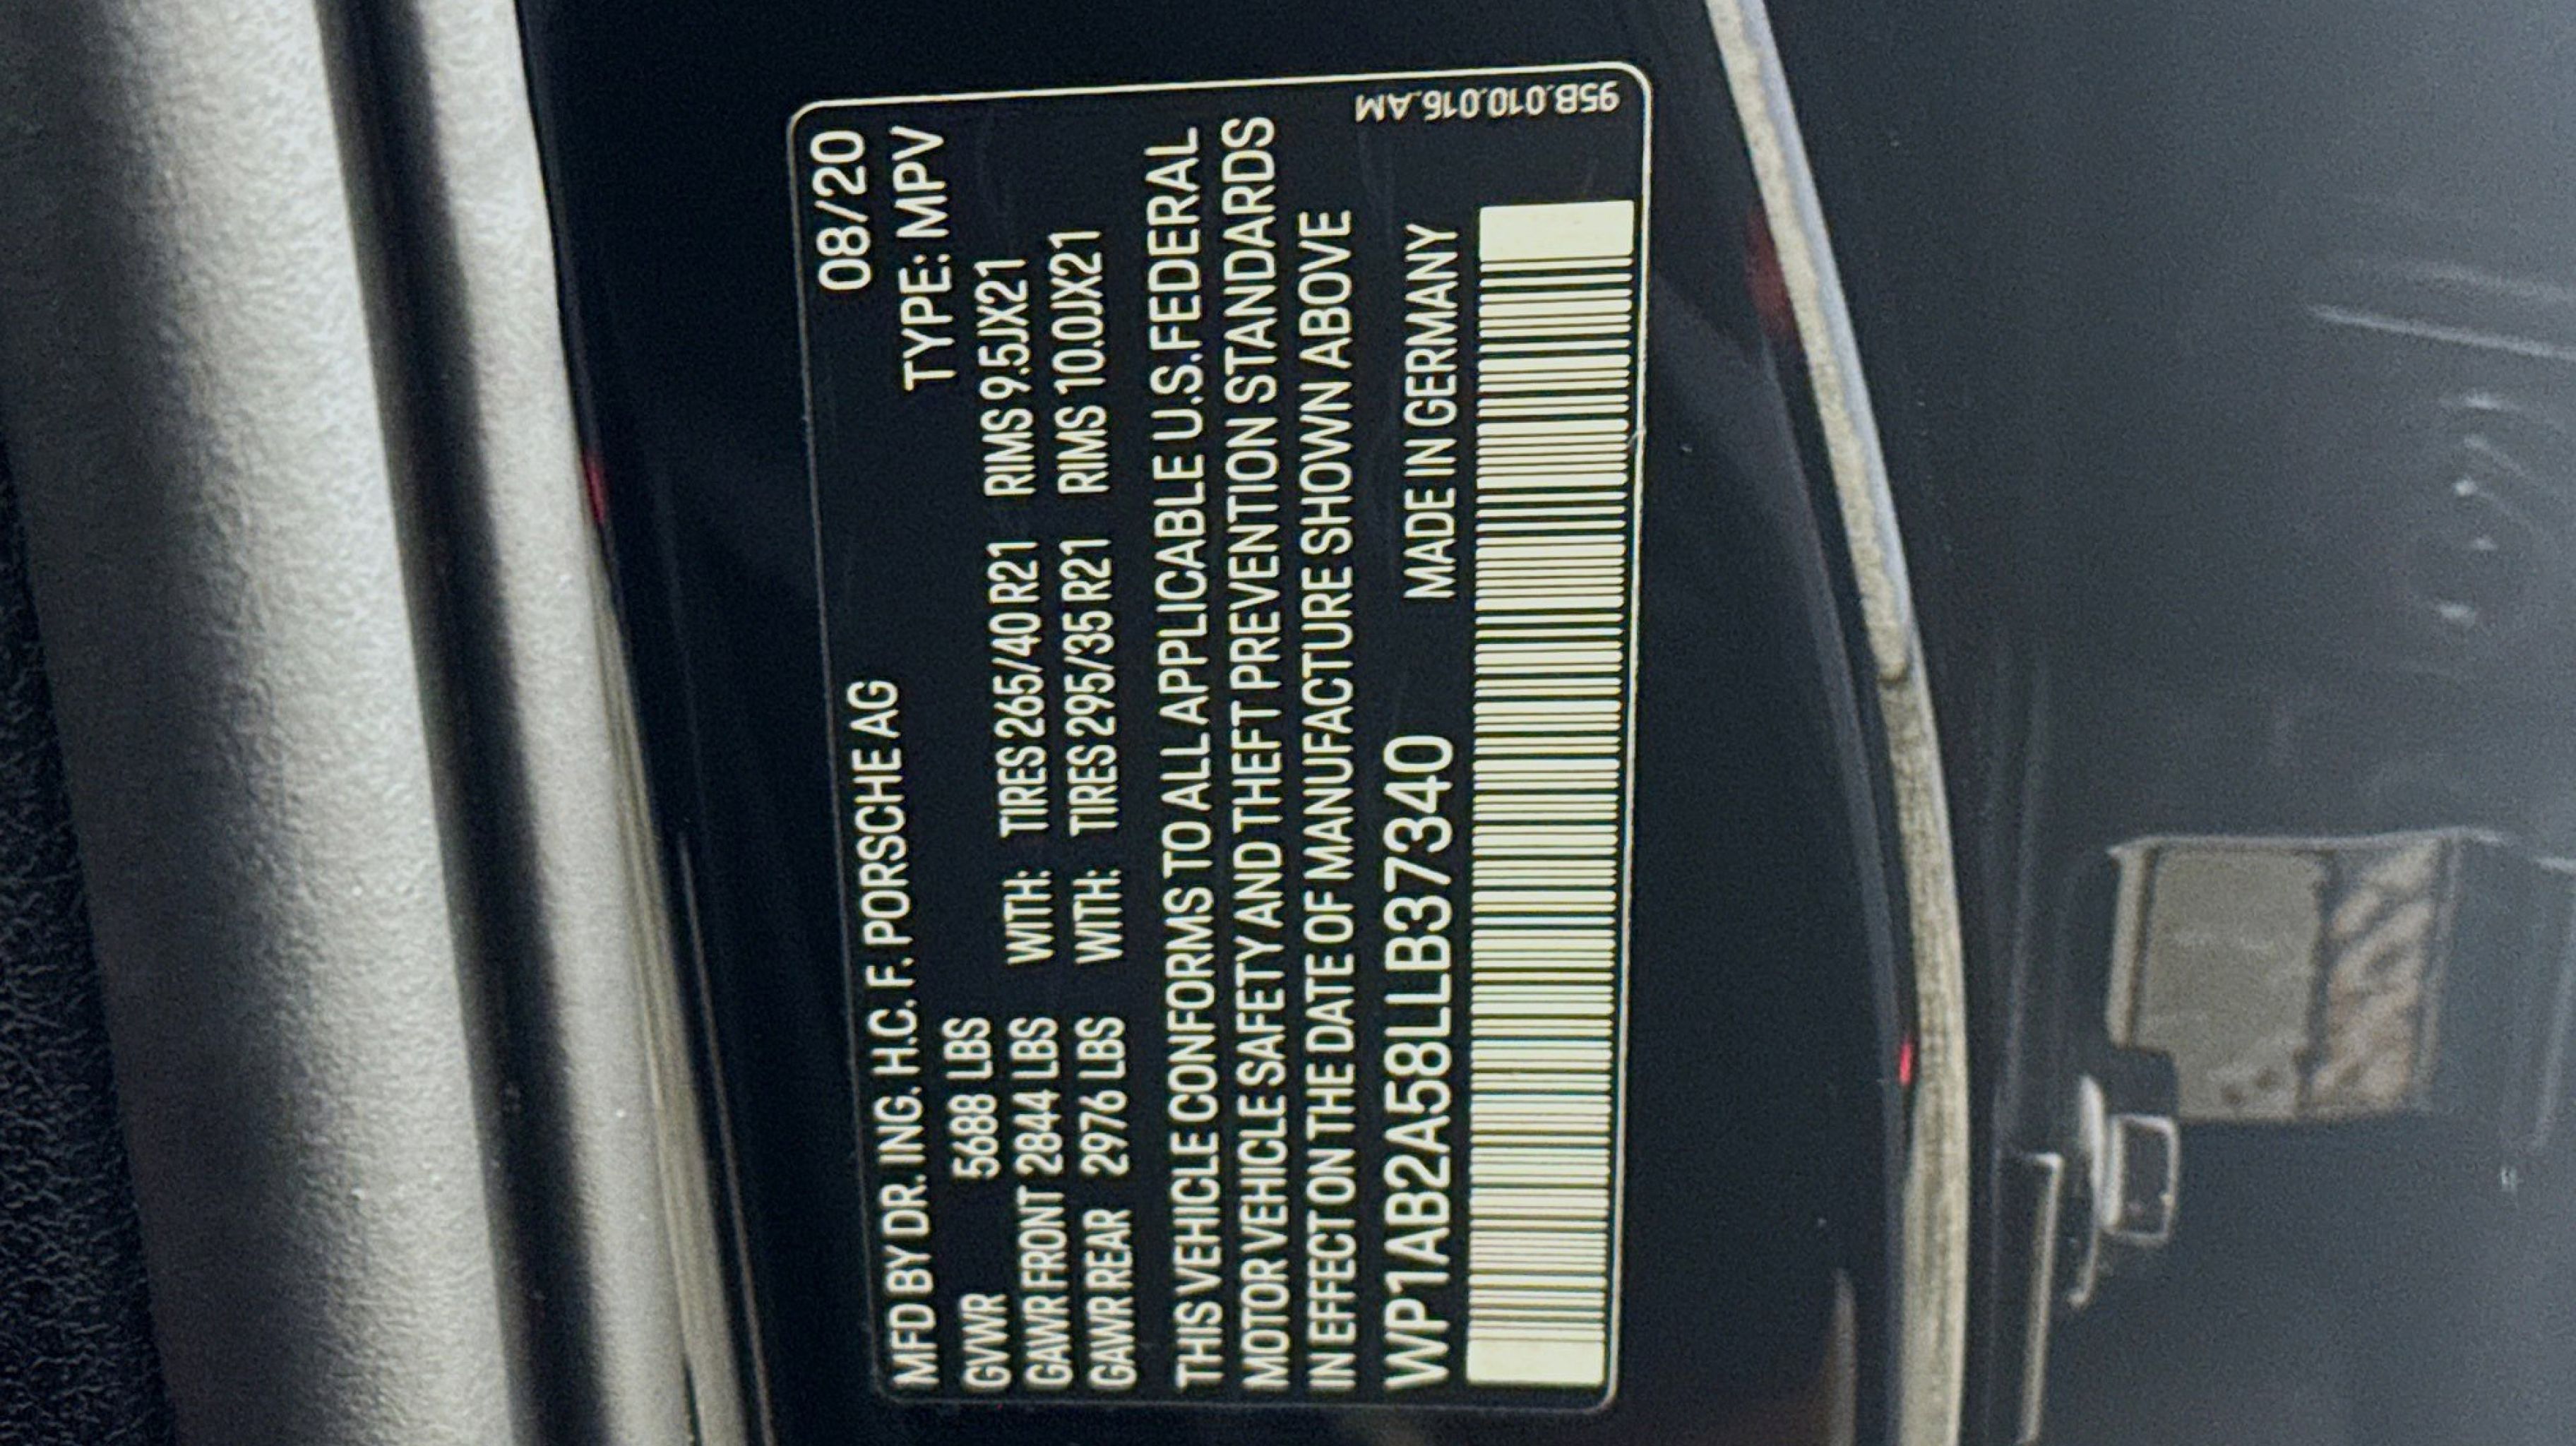 08/20
MFD BY DR. ING. H.C. F. PORSCHE AG
TYPE: MPV
GVWR 5688 LBS
GAWR FRONT 2844 LBS WITH: TIRES 265/40 R21 RIMS 9.5JX21
GAWR REAR 2976 LBS WITH: TIRES 295/35 R21 RIMS 10.0JX21
THIS VEHICLE CONFORMS TO ALL APPLICABLE U.S. FEDERAL
MOTOR VEHICLE SAFETY AND THEFT PREVENTION STANDARDS
IN EFFECT ON THE DATE OF MANUFACTURE SHOWN ABOVE
WP1AB2A58LLB37340 MADE IN GERMANY
95B.010.016.AM